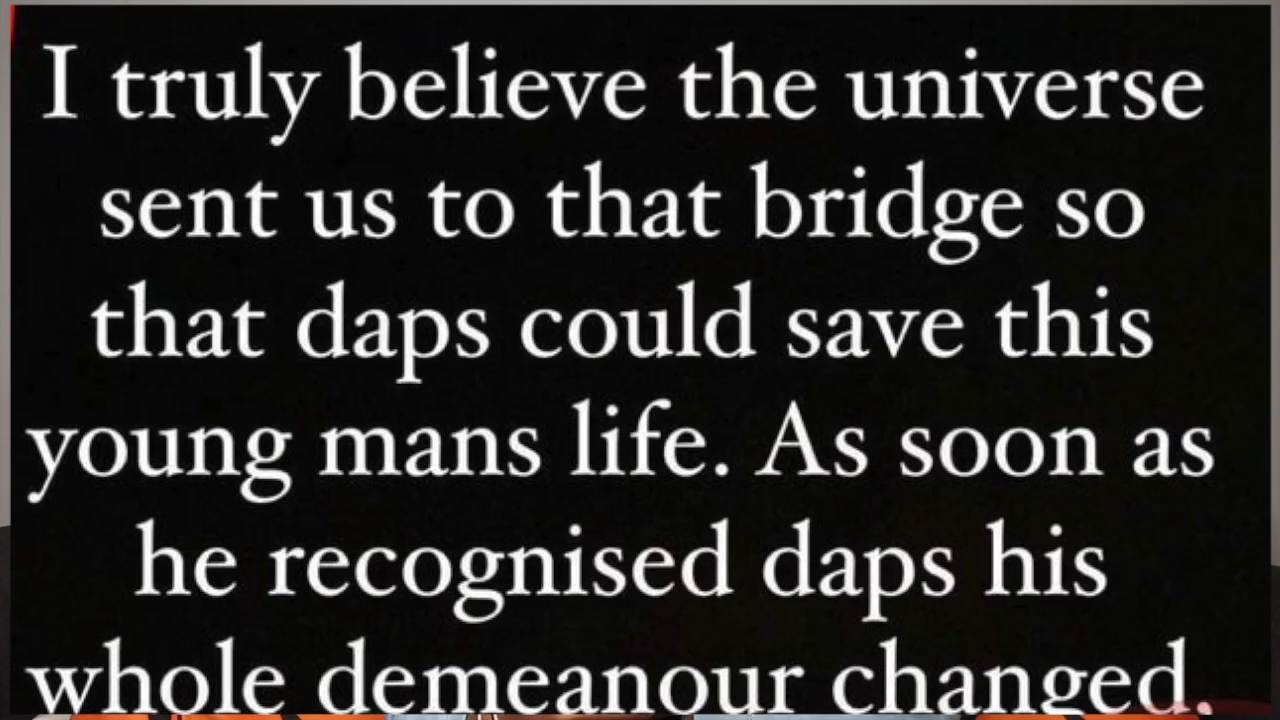 I truly believe the universe
sent us to that bridge so
that daps could save this
young mans life. As soon as
he recognised daps his
whole demeanour changed,